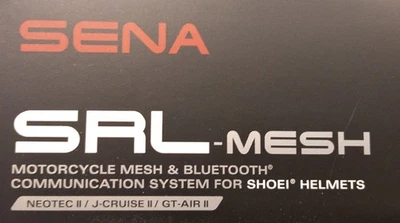 SENA
SRL-MESH
MOTORCYCLE MESH & BLUETOOTH®
COMMUNICATION SYSTEM FOR SHOEI® HELMETS
NEOTEC II / J-CRUISE II / GT-AIR II